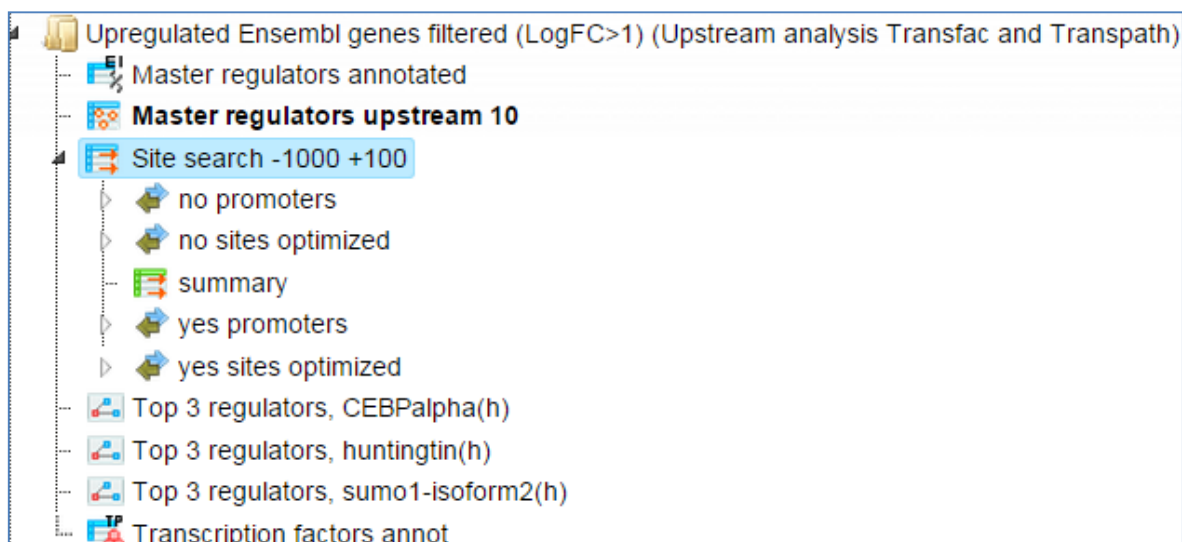 Upregulated Ensembl genes filtered (LogFC>1) (Upstream analysis Transfac and Transpath)
EI
Master regulators annotated
Master regulators upstream 10
Site search -1000 +100
no promoters
no sites optimized
summary
yes promoters
yes sites optimized
Top 3 regulators, CEBPalpha(h)
Top 3 regulators, huntingtin(h)
Top 3 regulators, sumo1-isoform2(h)
TP
Transcription factors annot